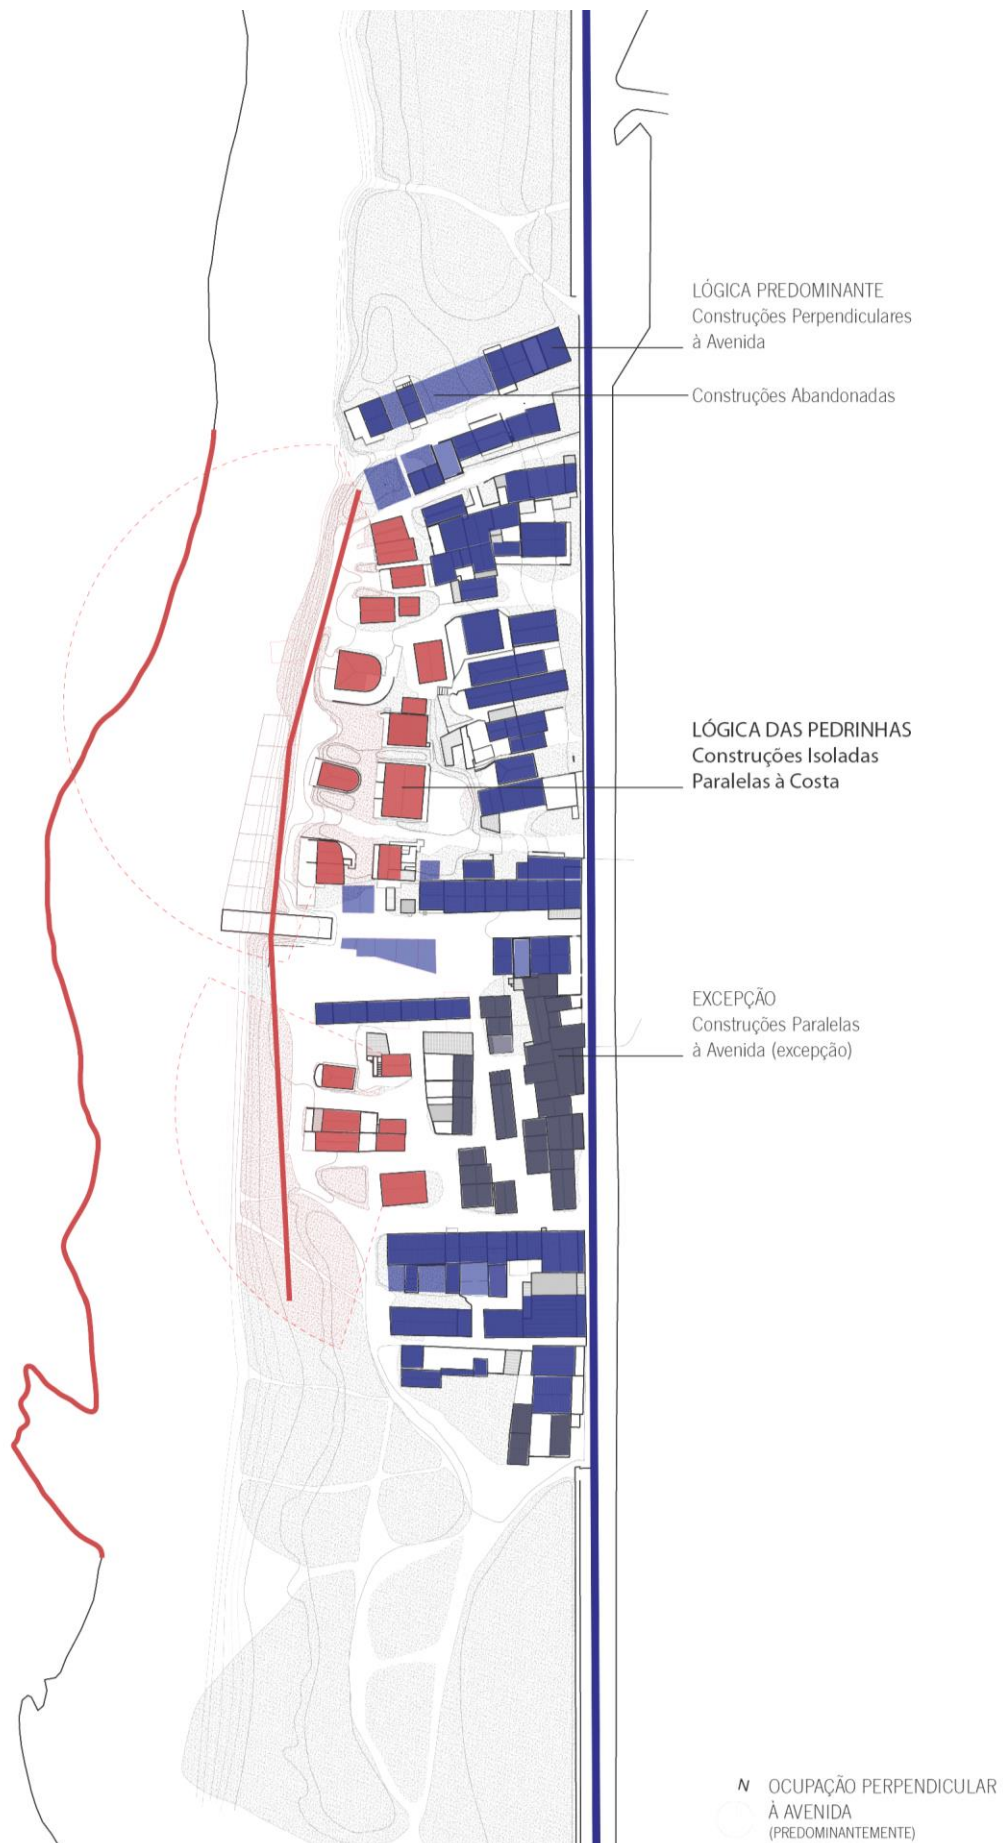 LÓGICA PREDOMINANTE
Construções Perpendiculares
à Avenida
Construções Abandonadas
LÓGICA DAS PEDRINHAS
Construções Isoladas
Paralelas à Costa
EXCEPÇÃO
Construções Paralelas
à Avenida (excepção)
N OCUPAÇÃO PERPENDICULAR
À AVENIDA
(PREDOMINANTEMENTE)